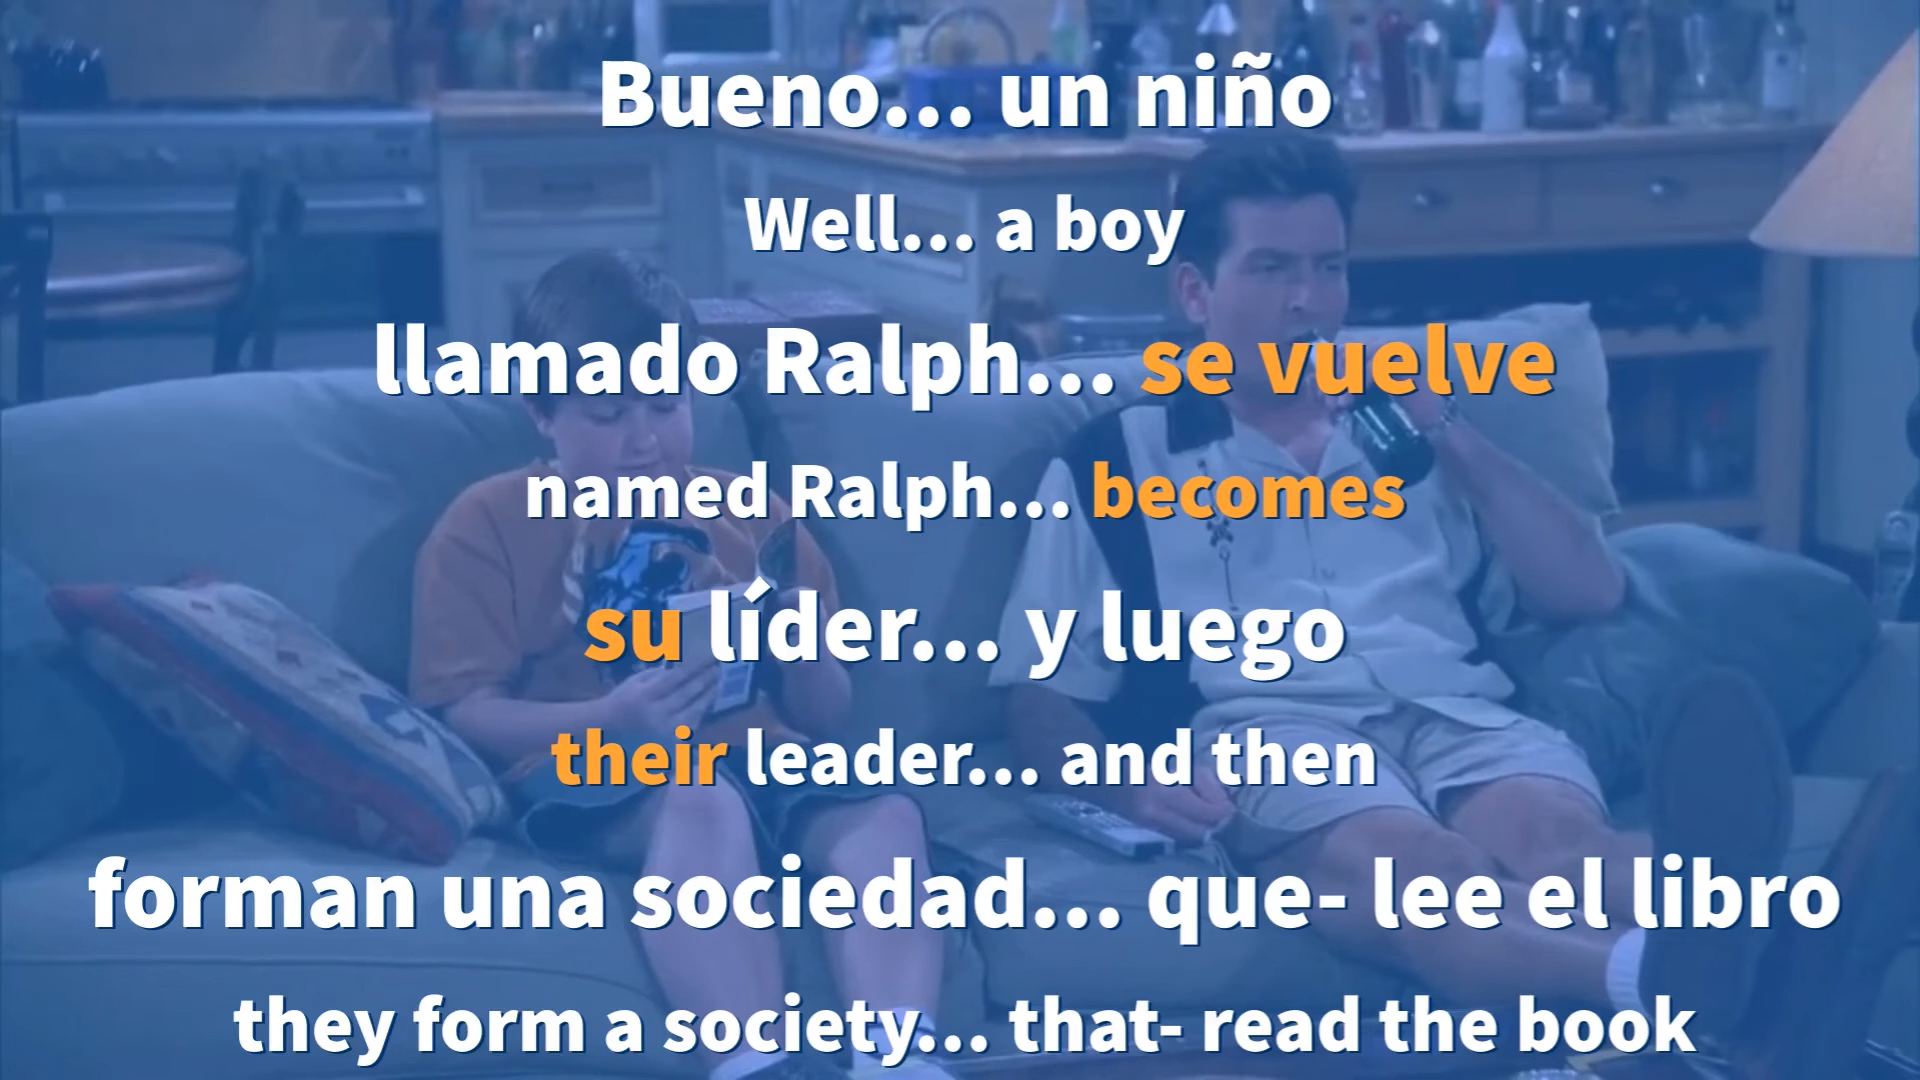 Bueno... un niño
Well... a boy
llamado Ralph... se vuelve
named Ralph... becomes
su líder... y luego
their leader... and then
forman una sociedad... que- lee el libro
they form a society... that- read the book